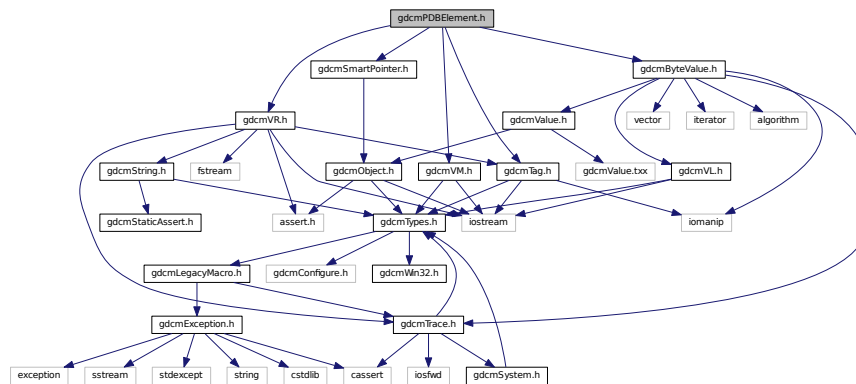 gdcmPDBElement.h
gdcmSmartPointer.h
gdcmByteValue.h
gdcmVR.h
gdcmValue.h
vector
iterator
algorithm
gdcmString.h
fstream
gdcmObject.h
gdcmVM.h
gdcmTag.h
gdcmValue.txx
gdcmVL.h
gdcmStaticAssert.h
assert.h
gdcmTypes.h
iostream
iomanip
gdcmLegacyMacro.h
gdcmConfigure.h
gdcmWin32.h
gdcmException.h
gdcmTrace.h
exception
sstream
stdexcept
string
cstdlib
cassert
iosfwd
gdcmSystem.h